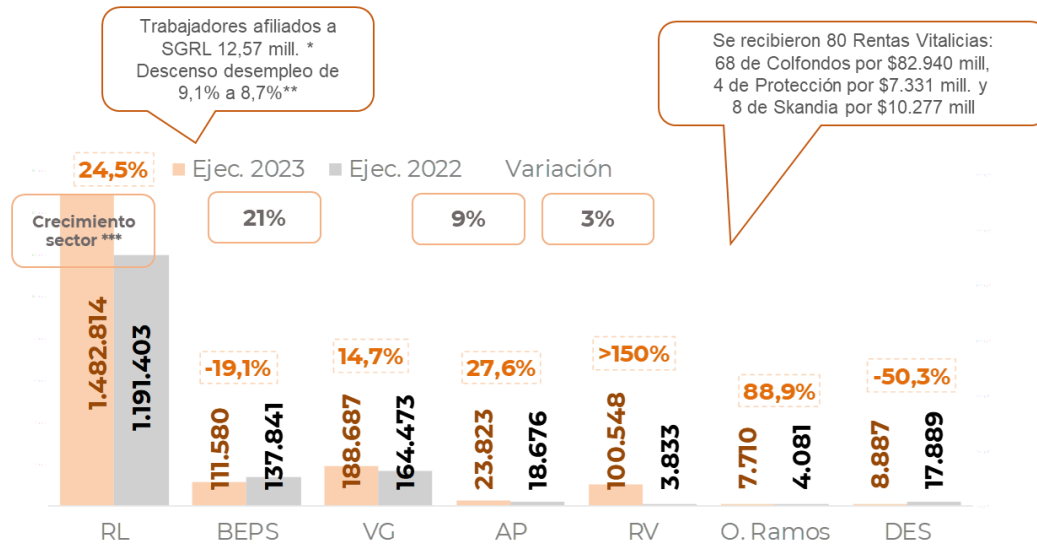 Trabajadores afiliados a
SGRL 12,57 mill. *
Descenso desempleo de
9,1% a 8,7%**
Se recibieron 80 Rentas Vitalicias:
68 de Colfondos por $82.940 mill,
4 de Protección por $7.331 mill. y
8 de Skandia por $10.277 mill
24,5%
Ejec. 2023
Ejec. 2022
Variación
Crecimiento
sector ***
21%
9%
3%
1.482.814
1.191.403
-19,1%
111.580
137.841
14,7%
188.687
164.473
27,6%
23.823
18.676
>150%
100.548
3.833
88,9%
7.710
4.081
-50,3%
8.887
17.889
RL
BEPS
VG
AP
RV
O. Ramos
DES